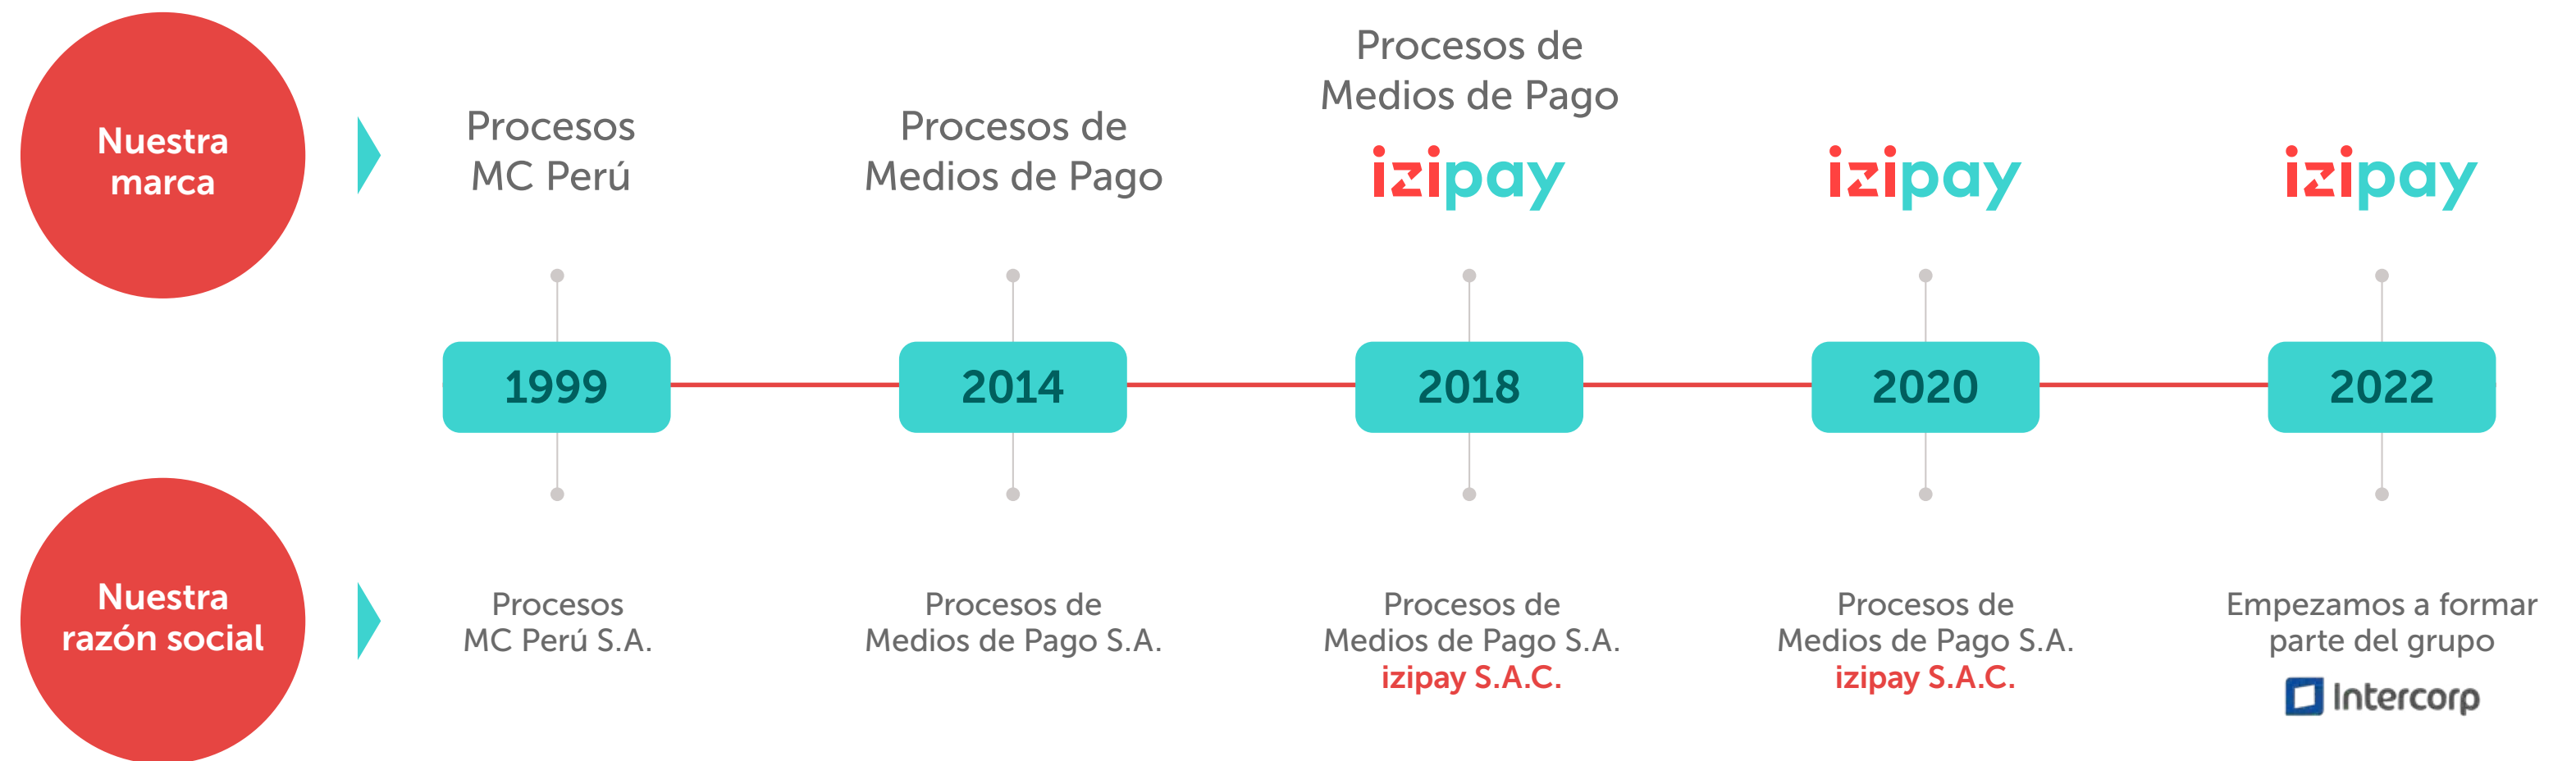 Nuestra
marca
Procesos
MC Perú
Procesos de
Medios de Pago
Procesos de
Medios de Pago
izipay
izipay
izipay
1999
2014
2018
2020
2022
Nuestra
razón social
Procesos
MC Perú S.A.
Procesos de
Medios de Pago S.A.
Procesos de
Medios de Pago S.A.
izipay S.A.C.
Procesos de
Medios de Pago S.A.
izipay S.A.C.
Empezamos a formar
parte del grupo
Intercorp